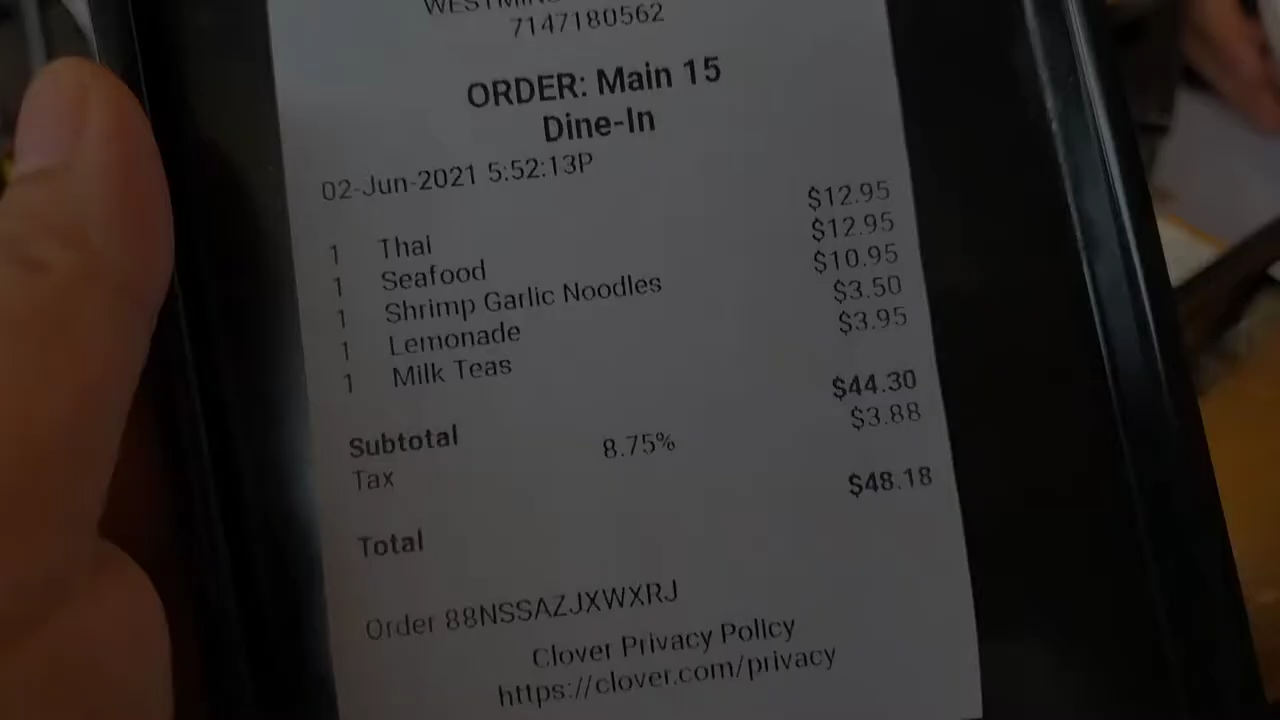 7147180562
ORDER: Main 15
Dine-In
02-Jun-2021 5:52:13P
1 Thai $12.95
1 Seafood $12.95
1 Shrimp Garlic Noodles $10.95
1 Lemonade $3.50
1 Milk Teas $3.95
Subtotal $44.30
Tax 8.75% $3.88
Total $48.18
Order 88NSSAZJXWXRJ
Clover Privacy Policy
https://clover.com/privacy